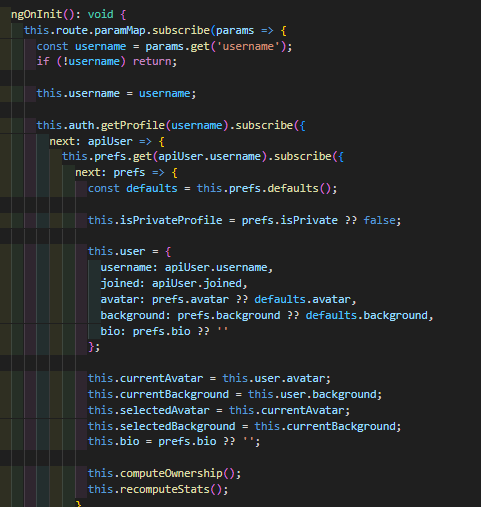 ngOnInit(): void {
this.route.paramMap.subscribe(params => {
const username = params.get('username');
if (!username) return;
this.username = username;
this.auth.getProfile(username).subscribe({
next: apiUser => {
this.prefs.get(apiUser.username).subscribe({
next: prefs => {
const defaults = this.prefs.defaults();
this.isPrivateProfile = prefs.isPrivate ?? false;
this.user = {
username: apiUser.username,
joined: apiUser.joined,
avatar: prefs.avatar ?? defaults.avatar,
background: prefs.background ?? defaults.background,
bio: prefs.bio ?? ''
};
this.currentAvatar = this.user.avatar;
this.currentBackground = this.user.background;
this.selectedAvatar = this.currentAvatar;
this.selectedBackground = this.currentBackground;
this.bio = prefs.bio ?? '';
this.computeOwnership();
this.recomputeStats();
}